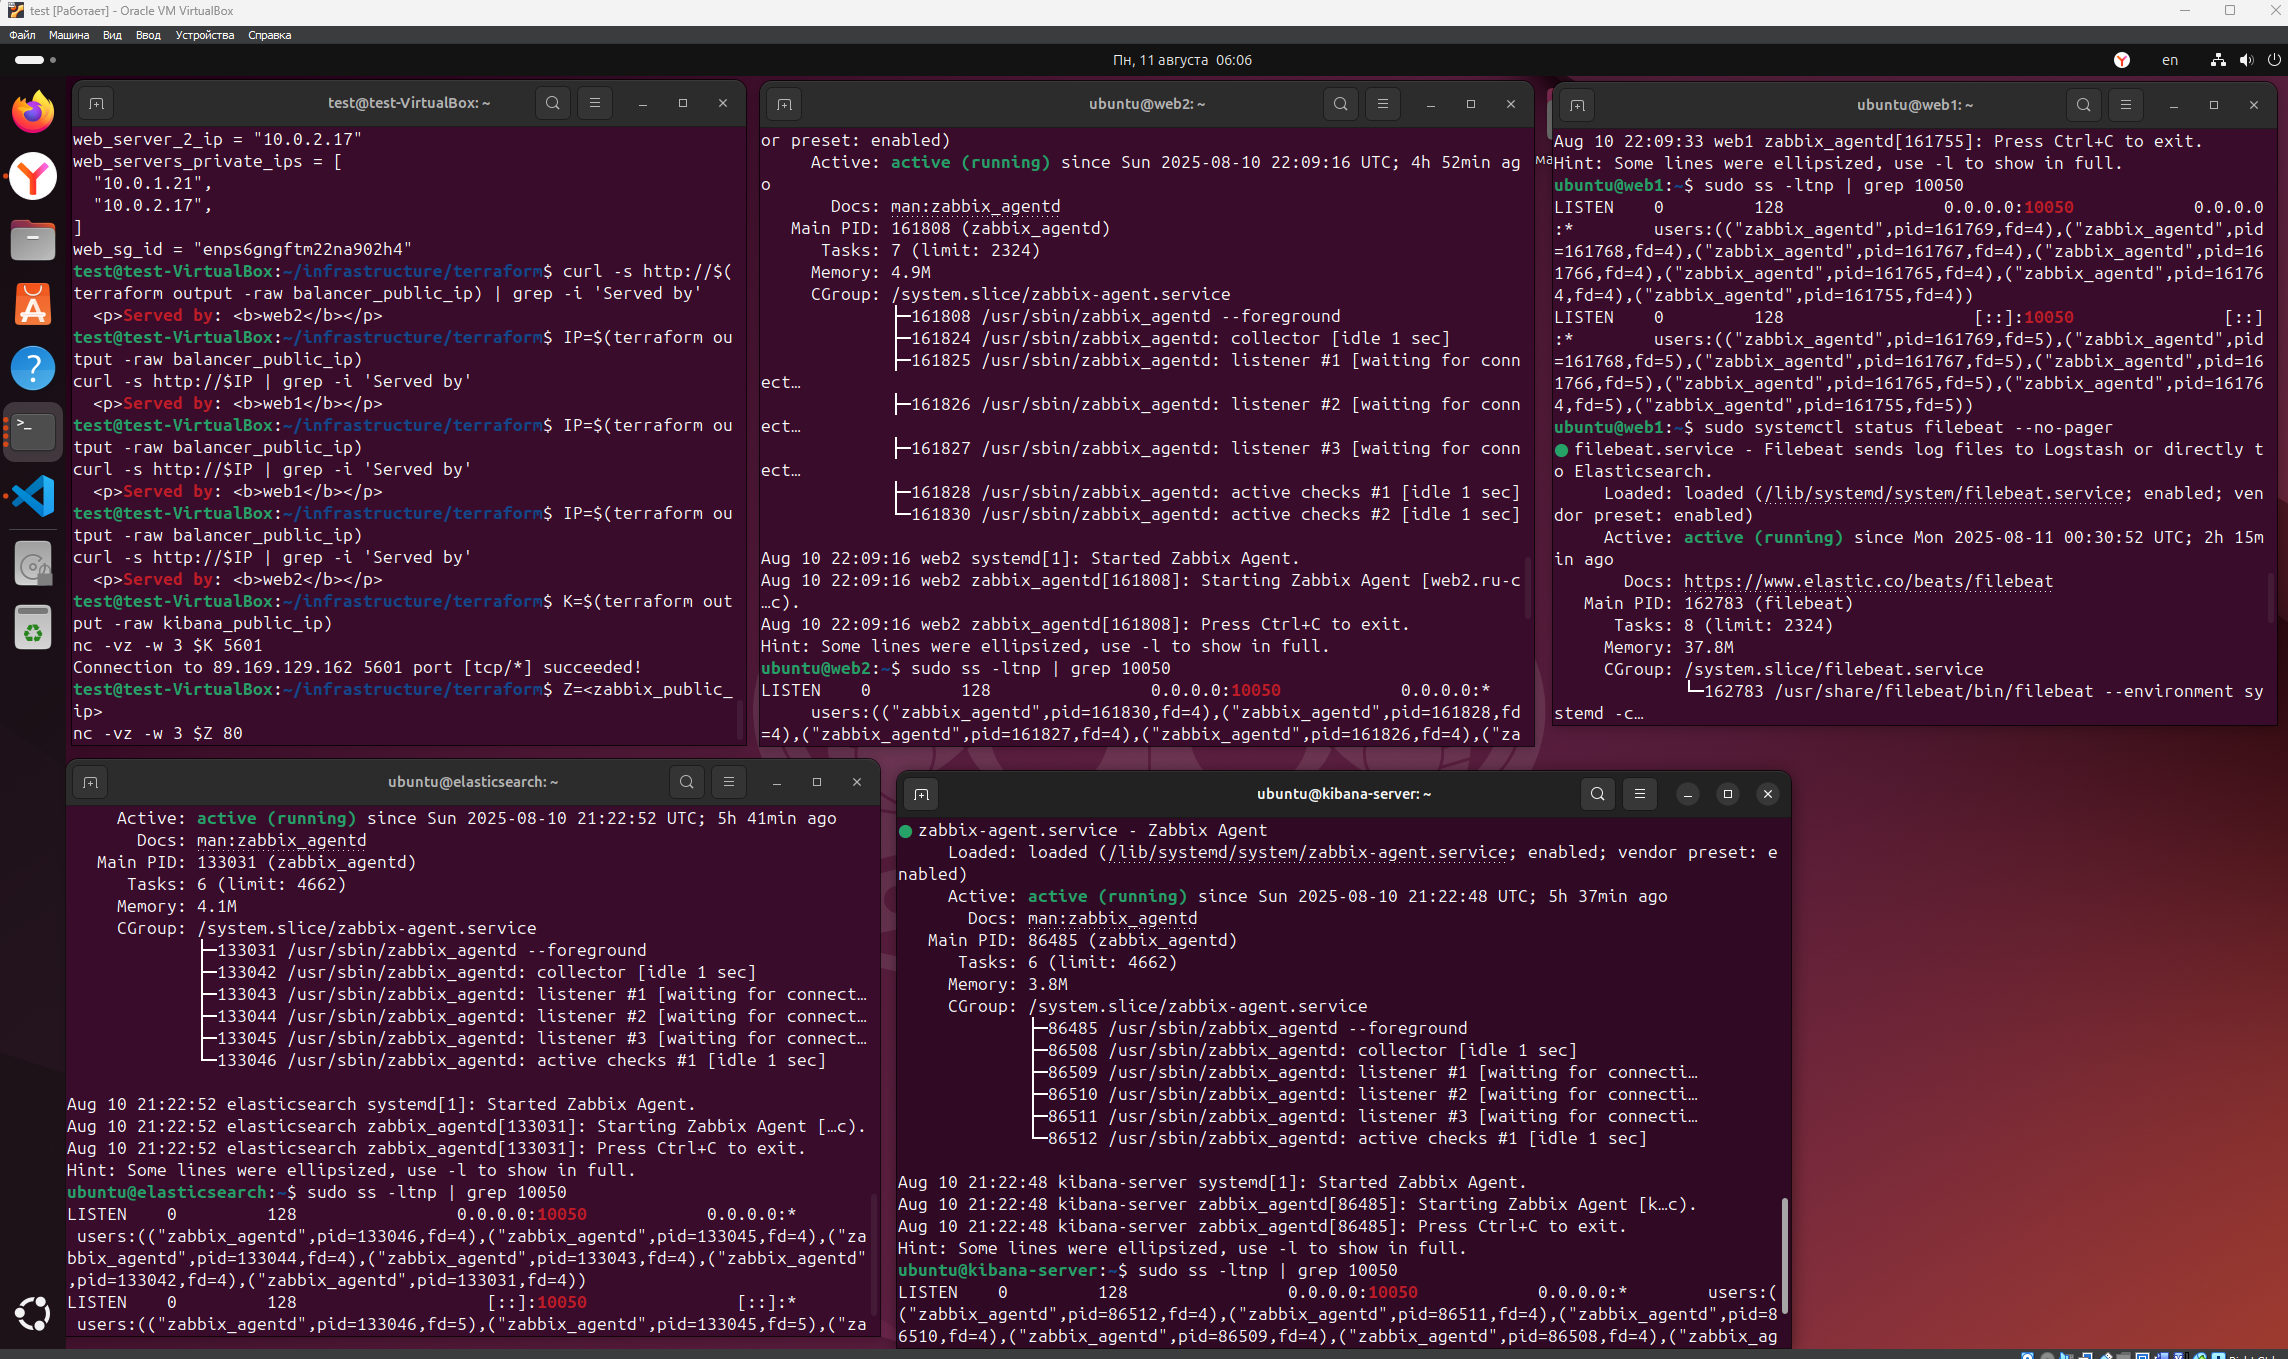 test [Работает] - Oracle VM VirtualBox
Файл Машина Вид Ввод Устройства Справка
Пн, 11 августа 06:06
en
test@test-VirtualBox: ~
web_server_2_ip = "10.0.2.17"
web_servers_private_ips = [
"10.0.1.21",
"10.0.2.17",
]
web_sg_id = "enps6gngftm22na902h4"
test@test-VirtualBox:~/infrastructure/terraform$ curl -s http://$(
terraform output -raw balancer_public_ip) | grep -i 'Served by'
<p>Served by: <b>web2</b></p>
test@test-VirtualBox:~/infrastructure/terraform$ IP=$(terraform ou
tput -raw balancer_public_ip)
curl -s http://$IP | grep -i 'Served by'
<p>Served by: <b>web1</b></p>
test@test-VirtualBox:~/infrastructure/terraform$ IP=$(terraform ou
tput -raw balancer_public_ip)
curl -s http://$IP | grep -i 'Served by'
<p>Served by: <b>web1</b></p>
test@test-VirtualBox:~/infrastructure/terraform$ IP=$(terraform ou
tput -raw balancer_public_ip)
curl -s http://$IP | grep -i 'Served by'
<p>Served by: <b>web2</b></p>
test@test-VirtualBox:~/infrastructure/terraform$ K=$(terraform out
put -raw kibana_public_ip)
nc -vz -w 3 $K 5601
Connection to 89.169.129.162 5601 port [tcp/*] succeeded!
test@test-VirtualBox:~/infrastructure/terraform$ Z=<zabbix_public_
ip>
nc -vz -w 3 $Z 80
ubuntu@web2: ~
or preset: enabled)
Active: active (running) since Sun 2025-08-10 22:09:16 UTC; 4h 52min ag
o
Docs: man:zabbix_agentd
Main PID: 161808 (zabbix_agentd)
Tasks: 7 (limit: 2324)
Memory: 4.9M
CGroup: /system.slice/zabbix-agent.service
├─161808 /usr/sbin/zabbix_agentd --foreground
├─161824 /usr/sbin/zabbix_agentd: collector [idle 1 sec]
├─161825 /usr/sbin/zabbix_agentd: listener #1 [waiting for conn
ect…
├─161826 /usr/sbin/zabbix_agentd: listener #2 [waiting for conn
ect…
├─161827 /usr/sbin/zabbix_agentd: listener #3 [waiting for conn
ect…
├─161828 /usr/sbin/zabbix_agentd: active checks #1 [idle 1 sec]
└─161830 /usr/sbin/zabbix_agentd: active checks #2 [idle 1 sec]
Aug 10 22:09:16 web2 systemd[1]: Started Zabbix Agent.
Aug 10 22:09:16 web2 zabbix_agentd[161808]: Starting Zabbix Agent [web2.ru-c
…c).
Aug 10 22:09:16 web2 zabbix_agentd[161808]: Press Ctrl+C to exit.
Hint: Some lines were ellipsized, use -l to show in full.
ubuntu@web2:~$ sudo ss -ltnp | grep 10050
LISTEN 0 128 0.0.0.0:10050 0.0.0.0:*
users:(("zabbix_agentd",pid=161830,fd=4),("zabbix_agentd",pid=161828,fd
=4),("zabbix_agentd",pid=161827,fd=4),("zabbix_agentd",pid=161826,fd=4),("za
ма
ubuntu@web1: ~
Aug 10 22:09:33 web1 zabbix_agentd[161755]: Press Ctrl+C to exit.
Hint: Some lines were ellipsized, use -l to show in full.
ubuntu@web1:~$ sudo ss -ltnp | grep 10050
LISTEN 0 128 0.0.0.0:10050 0.0.0.0
:* users:(("zabbix_agentd",pid=161769,fd=4),("zabbix_agentd",pid
=161768,fd=4),("zabbix_agentd",pid=161767,fd=4),("zabbix_agentd",pid=161
766,fd=4),("zabbix_agentd",pid=161765,fd=4),("zabbix_agentd",pid=16176
4,fd=4),("zabbix_agentd",pid=161755,fd=4))
LISTEN 0 128 [::]:10050 [::]
:* users:(("zabbix_agentd",pid=161769,fd=5),("zabbix_agentd",pid
=161768,fd=5),("zabbix_agentd",pid=161767,fd=5),("zabbix_agentd",pid=161
766,fd=5),("zabbix_agentd",pid=161765,fd=5),("zabbix_agentd",pid=16176
4,fd=5),("zabbix_agentd",pid=161755,fd=5))
ubuntu@web1:~$ sudo systemctl status filebeat --no-pager
● filebeat.service - Filebeat sends log files to Logstash or directly t
o Elasticsearch.
Loaded: loaded (/lib/systemd/system/filebeat.service; enabled; ven
dor preset: enabled)
Active: active (running) since Mon 2025-08-11 00:30:52 UTC; 2h 15m
in ago
Docs: https://www.elastic.co/beats/filebeat
Main PID: 162783 (filebeat)
Tasks: 8 (limit: 2324)
Memory: 37.8M
CGroup: /system.slice/filebeat.service
└─162783 /usr/share/filebeat/bin/filebeat --environment sy
stemd -c…
ubuntu@elasticsearch: ~
Active: active (running) since Sun 2025-08-10 21:22:52 UTC; 5h 41min ago
Docs: man:zabbix_agentd
Main PID: 133031 (zabbix_agentd)
Tasks: 6 (limit: 4662)
Memory: 4.1M
CGroup: /system.slice/zabbix-agent.service
├─133031 /usr/sbin/zabbix_agentd --foreground
├─133042 /usr/sbin/zabbix_agentd: collector [idle 1 sec]
├─133043 /usr/sbin/zabbix_agentd: listener #1 [waiting for connect…
├─133044 /usr/sbin/zabbix_agentd: listener #2 [waiting for connect…
├─133045 /usr/sbin/zabbix_agentd: listener #3 [waiting for connect…
└─133046 /usr/sbin/zabbix_agentd: active checks #1 [idle 1 sec]
Aug 10 21:22:52 elasticsearch systemd[1]: Started Zabbix Agent.
Aug 10 21:22:52 elasticsearch zabbix_agentd[133031]: Starting Zabbix Agent […c).
Aug 10 21:22:52 elasticsearch zabbix_agentd[133031]: Press Ctrl+C to exit.
Hint: Some lines were ellipsized, use -l to show in full.
ubuntu@elasticsearch:~$ sudo ss -ltnp | grep 10050
LISTEN 0 128 0.0.0.0:10050 0.0.0.0:*
users:(("zabbix_agentd",pid=133046,fd=4),("zabbix_agentd",pid=133045,fd=4),("za
bbix_agentd",pid=133044,fd=4),("zabbix_agentd",pid=133043,fd=4),("zabbix_agentd"
,pid=133042,fd=4),("zabbix_agentd",pid=133031,fd=4))
LISTEN 0 128 [::]:10050 [::]:*
users:(("zabbix_agentd",pid=133046,fd=5),("zabbix_agentd",pid=133045,fd=5),("za
ubuntu@kibana-server: ~
● zabbix-agent.service - Zabbix Agent
Loaded: loaded (/lib/systemd/system/zabbix-agent.service; enabled; vendor preset: e
nabled)
Active: active (running) since Sun 2025-08-10 21:22:48 UTC; 5h 37min ago
Docs: man:zabbix_agentd
Main PID: 86485 (zabbix_agentd)
Tasks: 6 (limit: 4662)
Memory: 3.8M
CGroup: /system.slice/zabbix-agent.service
├─86485 /usr/sbin/zabbix_agentd --foreground
├─86508 /usr/sbin/zabbix_agentd: collector [idle 1 sec]
├─86509 /usr/sbin/zabbix_agentd: listener #1 [waiting for connecti…
├─86510 /usr/sbin/zabbix_agentd: listener #2 [waiting for connecti…
├─86511 /usr/sbin/zabbix_agentd: listener #3 [waiting for connecti…
└─86512 /usr/sbin/zabbix_agentd: active checks #1 [idle 1 sec]
Aug 10 21:22:48 kibana-server systemd[1]: Started Zabbix Agent.
Aug 10 21:22:48 kibana-server zabbix_agentd[86485]: Starting Zabbix Agent [k…c).
Aug 10 21:22:48 kibana-server zabbix_agentd[86485]: Press Ctrl+C to exit.
Hint: Some lines were ellipsized, use -l to show in full.
ubuntu@kibana-server:~$ sudo ss -ltnp | grep 10050
LISTEN 0 128 0.0.0.0:10050 0.0.0.0:* users:(
("zabbix_agentd",pid=86512,fd=4),("zabbix_agentd",pid=86511,fd=4),("zabbix_agentd",pid=8
6510,fd=4),("zabbix_agentd",pid=86509,fd=4),("zabbix_agentd",pid=86508,fd=4),("zabbix_ag